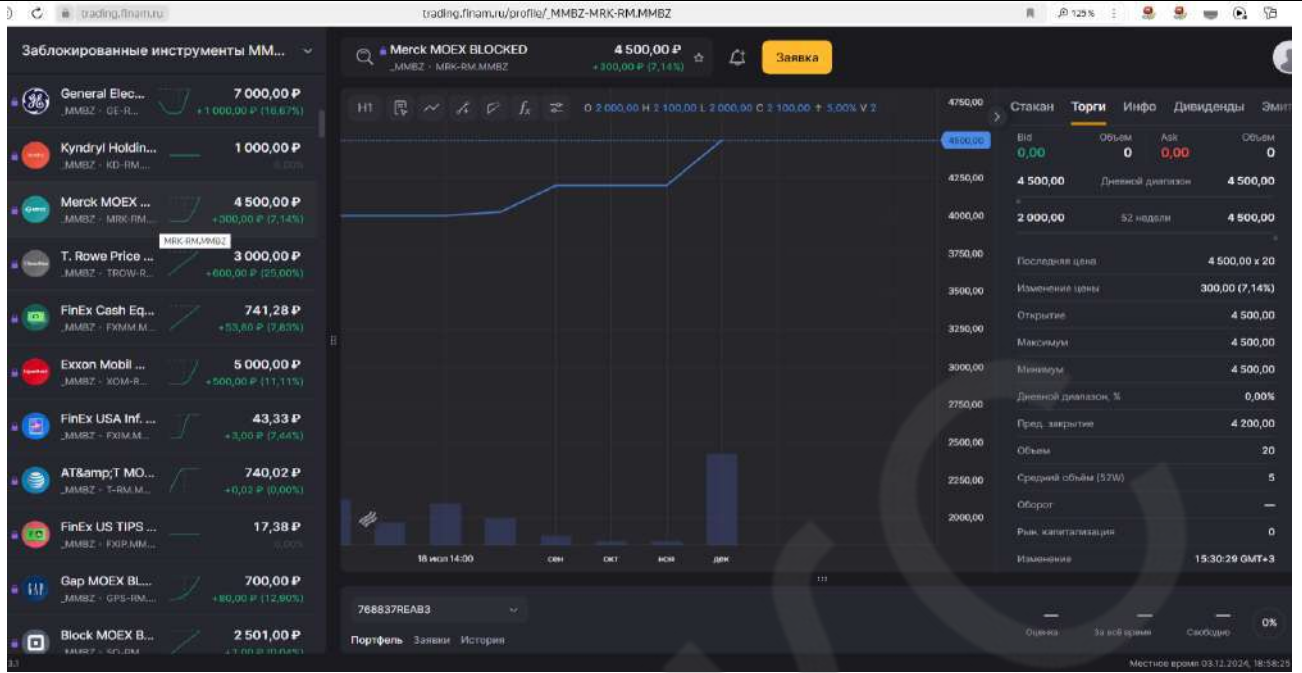 trading.finam.ru
trading.finam.ru/profile/_MMBZ-MRK-RM.MMBZ
125 %
Заблокированные инструменты ММ...
Merck MOEX BLOCKED
_MMBZ · MRK-RM.MMBZ
4 500,00 ₽
+300,00 ₽ (7,14%)
Заявка
General Elec...
7 000,00 ₽
_MMBZ · GE-R...
+1 000,00 ₽ (16,67%)
Kyndryl Holdin...
1 000,00 ₽
_MMBZ · KD-RM....
0,00%
Merck MOEX ...
4 500,00 ₽
_MMBZ · MRK-RM....
+300,00 ₽ (7,14%)
MRK-RM.MMBZ
T. Rowe Price ...
3 000,00 ₽
_MMBZ · TROW-R...
+600,00 ₽ (25,00%)
FinEx Cash Eq...
741,28 ₽
_MMBZ · FXMM.M...
+53,80 ₽ (7,83%)
Exxon Mobil ...
5 000,00 ₽
_MMBZ · XOM-R...
+500,00 ₽ (11,11%)
FinEx USA Inf. ...
43,33 ₽
_MMBZ · FXIM.M...
+3,00 ₽ (7,44%)
AT&amp;T MO...
740,02 ₽
_MMBZ · T-RM.M...
+0,02 ₽ (0,00%)
FinEx US TIPS ...
17,38 ₽
_MMBZ · FXIP.MM...
0,00%
Gap MOEX BL...
700,00 ₽
_MMBZ · GPS-RM....
+80,00 ₽ (12,90%)
Block MOEX B...
2 501,00 ₽
_MMBZ · SQ-RM
+1,00 ₽ (0,04%)
H1
O 2 000,00 H 2 100,00 L 2 000,00 C 2 100,00 ↑ 5,00% V 2
4750,00
4500,00
4250,00
4000,00
3750,00
3500,00
3250,00
3000,00
2750,00
2500,00
2250,00
2000,00
18 июл 14:00
сен
окт
ноя
дек
Стакан Торги Инфо Дивиденды Эмит
Bid Объем Ask Объем
0,00 0 0,00 0
4 500,00 Дневной диапазон 4 500,00
2 000,00 52 недели 4 500,00
Последняя цена 4 500,00 x 20
Изменение цены 300,00 (7,14%)
Открытие 4 500,00
Максимум 4 500,00
Минимум 4 500,00
Дневной диапазон, % 0,00%
Пред. закрытие 4 200,00
Объем 20
Средний объём (52W) 5
Оборот —
Рын. капитализация 0
Изменение 15:30:29 GMT+3
768837REAB3
Портфель Заявки История
Оценка
За всё время
Свободно
0%
3.1
Местное время 03.12.2024, 18:58:25